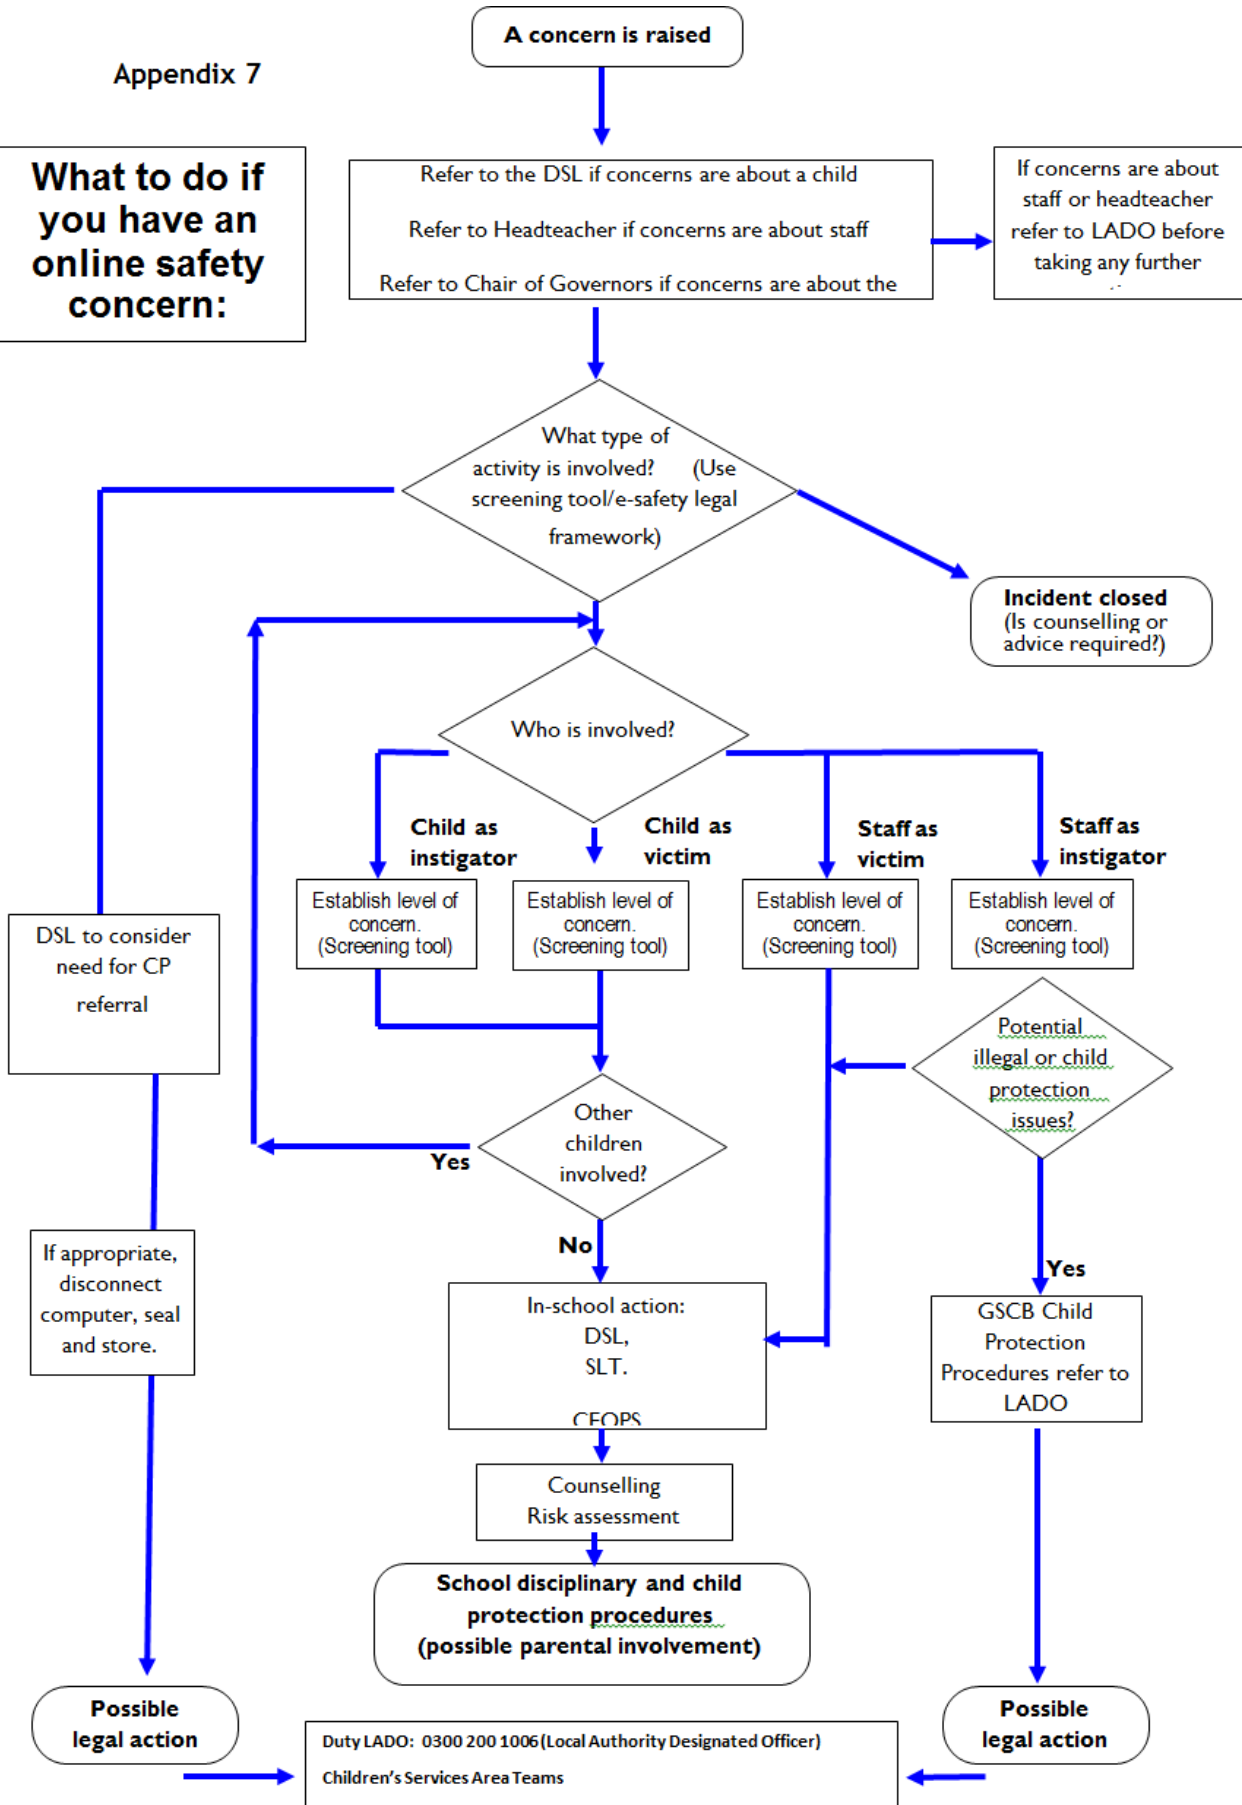 A concern is raised
Appendix 7
What to do if
you have an
online safety
concern:
Refer to the DSL if concerns are about a child
Refer to Headteacher if concerns are about staff
Refer to Chair of Governors if concerns are about the
If concerns are about
staff or headteacher
refer to LADO before
taking any further
What type of
activity is involved? (Use
screening tool/e-safety legal
framework)
Incident closed
(Is counselling or
advice required?)
Who is involved?
Child as
instigator
Child as
victim
Staff as
victim
Staff as
instigator
Establish level of
concern.
(Screening tool)
Establish level of
concern.
(Screening tool)
Establish level of
concern.
(Screening tool)
Establish level of
concern.
(Screening tool)
DSL to consider
need for CP
referral
Potential
illegal or child
protection
issues?
Other
children
involved?
Yes
No
If appropriate,
disconnect
computer, seal
and store.
In-school action:
DSL,
SLT.
CEOPS
Yes
GSCB Child
Protection
Procedures refer to
LADO
Counselling
Risk assessment
School disciplinary and child
protection procedures
(possible parental involvement)
Possible
legal action
Possible
legal action
Duty LADO: 0300 200 1006 (Local Authority Designated Officer)
Children's Services Area Teams